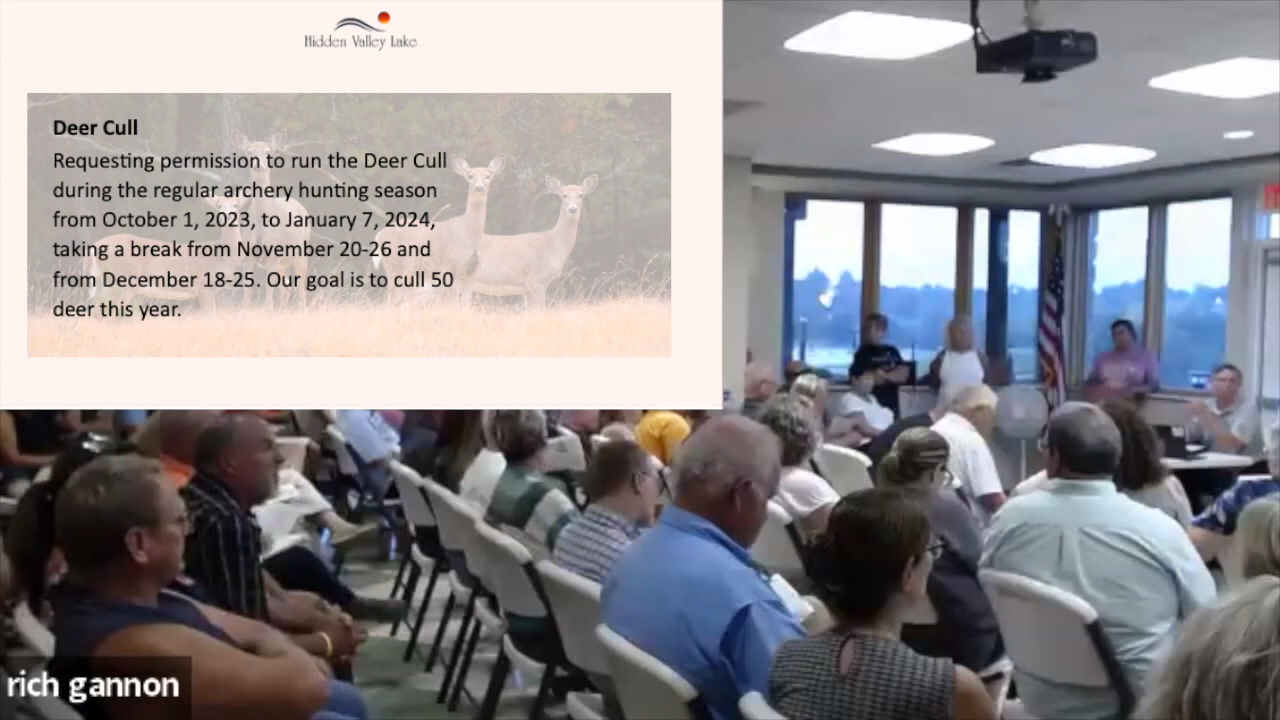 Hidden Valley Lake
Deer Cull
Requesting permission to run the Deer Cull
during the regular archery hunting season
from October 1, 2023, to January 7, 2024,
taking a break from November 20-26 and
from December 18-25. Our goal is to cull 50
deer this year.
rich gannon